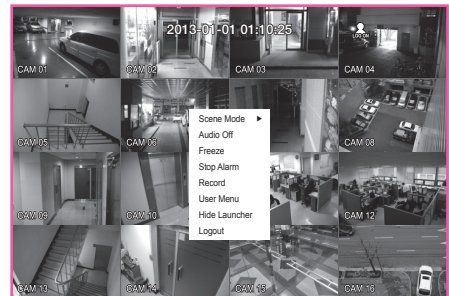 2013-01-01 01:10:25
LOG ON
CAM 01
CAM 02
CAM 03
CAM 04
Scene Mode
Audio Off
Freeze
Stop Alarm
Record
User Menu
Hide Launcher
Logout
CAM 05
CAM 06
CAM 08
CAM 09
CAM 10
CAM 12
CAM 13
CAM 14
CAM 15
CAM 16